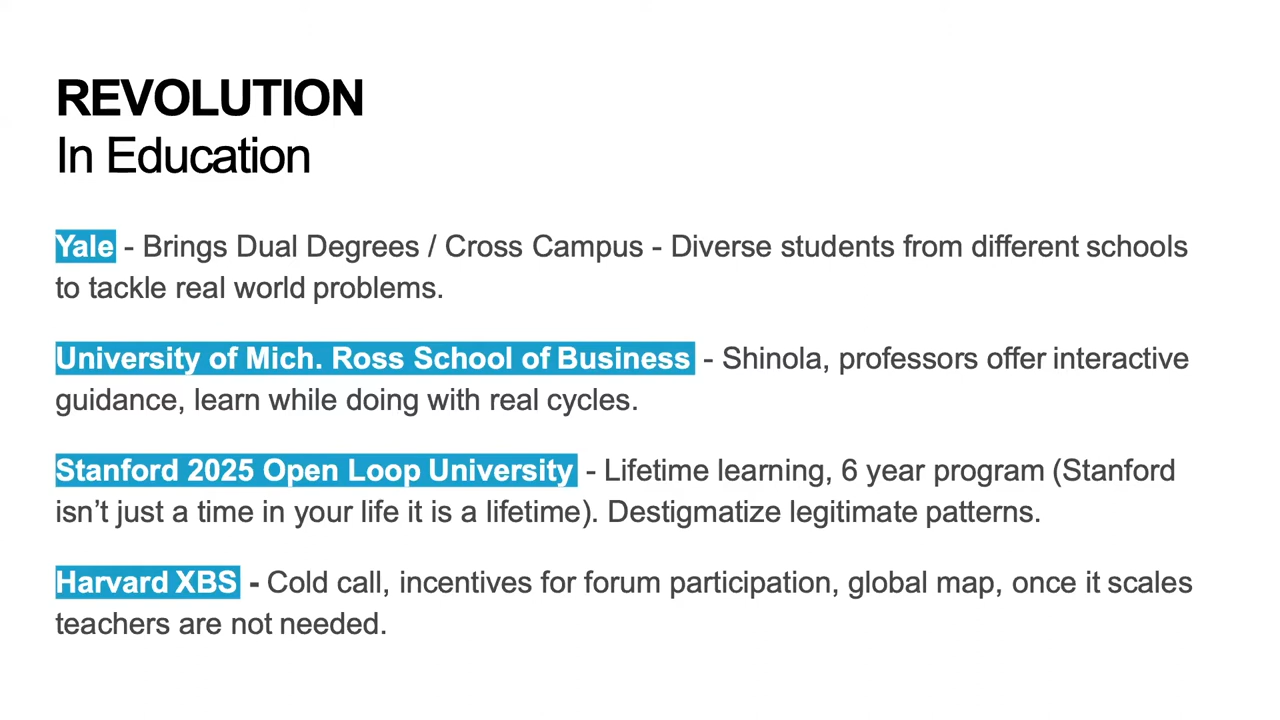 REVOLUTION
In Education
Yale - Brings Dual Degrees / Cross Campus - Diverse students from different schools
to tackle real world problems.
University of Mich. Ross School of Business - Shinola, professors offer interactive
guidance, learn while doing with real cycles.
Stanford 2025 Open Loop University - Lifetime learning, 6 year program (Stanford
isn’t just a time in your life it is a lifetime). Destigmatize legitimate patterns.
Harvard XBS - Cold call, incentives for forum participation, global map, once it scales
teachers are not needed.